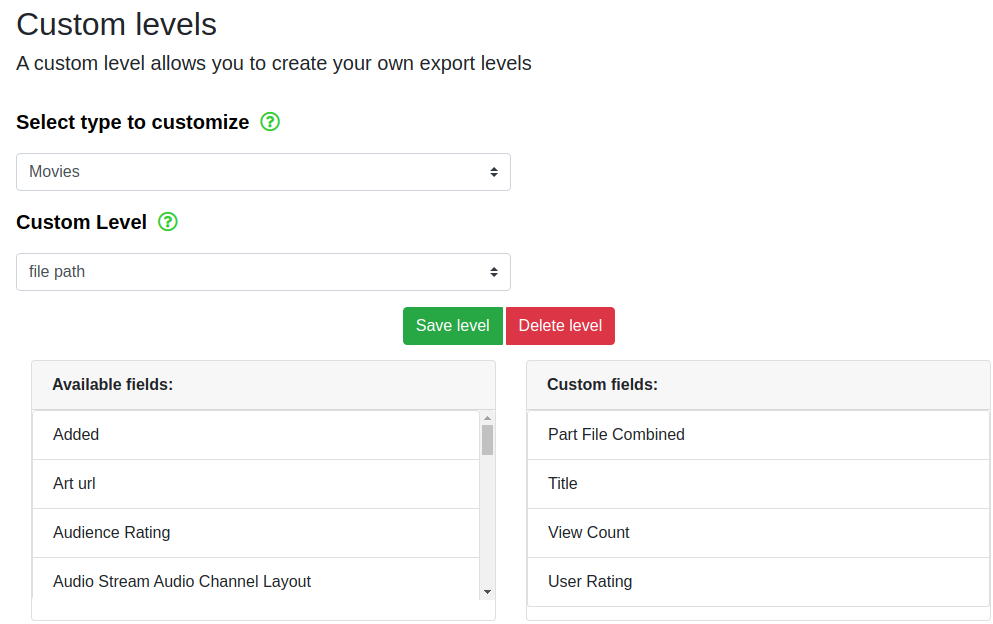 Custom levels
A custom level allows you to create your own export levels
Select type to customize
Movies
Custom Level
file path
Save level Delete level
Available fields:
Added
Art url
Audience Rating
Audio Stream Audio Channel Layout
Custom fields:
Part File Combined
Title
View Count
User Rating